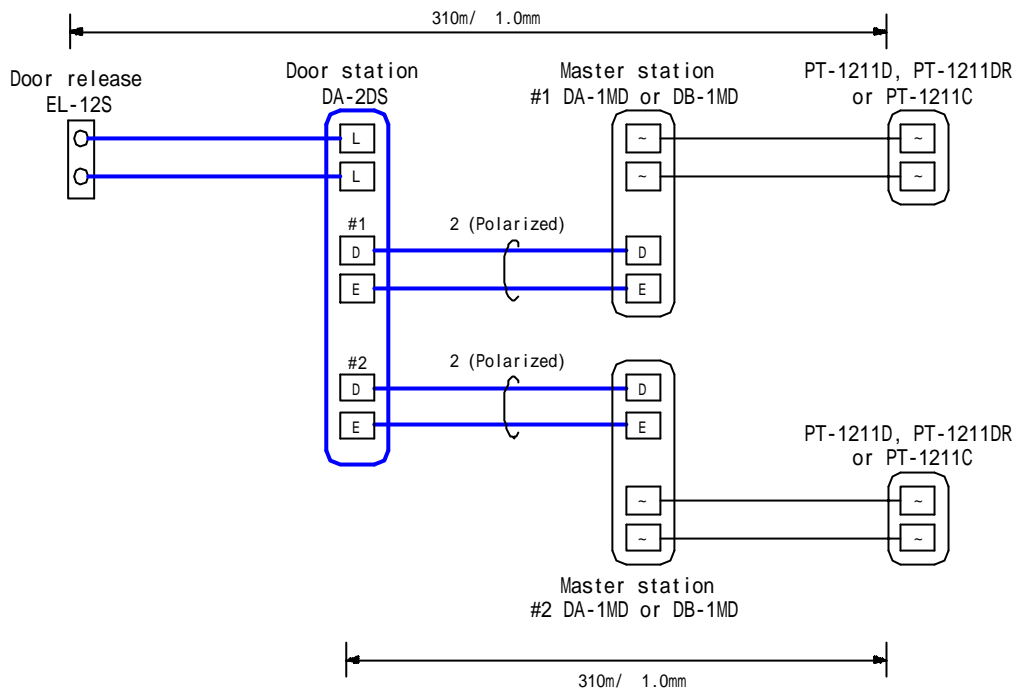 310m/ 1.0mm
Door release
EL-12S
Door station
DA-2DS
Master station
#1 DA-1MD or DB-1MD
PT-1211D, PT-1211DR
or PT-1211C
L
~
~
L
~
~
#1
2 (Polarized)
D
D
E
E
#2
2 (Polarized)
D
D
E
E
PT-1211D, PT-1211DR
or PT-1211C
~
~
~
~
Master station
#2 DA-1MD or DB-1MD
310m/ 1.0mm